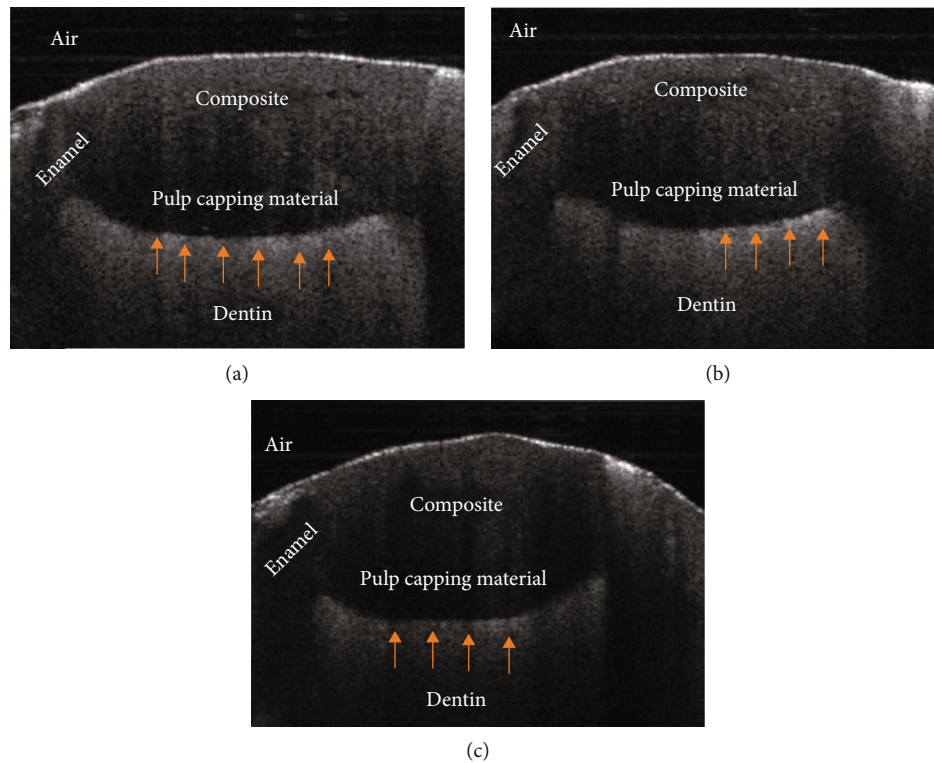 Air
Composite
Enamel
Pulp capping material
Dentin
(a)
Air
Composite
Enamel
Pulp capping material
Dentin
(b)
Air
Composite
Enamel
Pulp capping material
Dentin
(c)